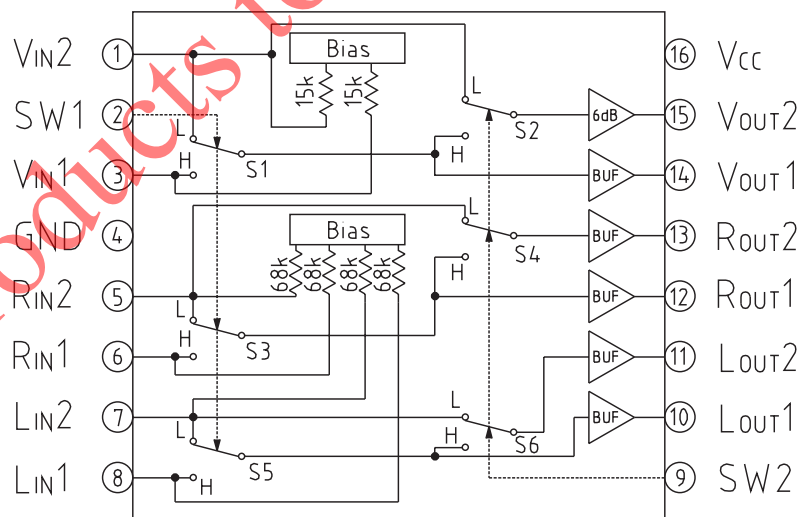 VIN2 1 Bias 16 VCC
15k 15k L
SW1 2 L 6dB 15 VOUT2
S2
H S1 H
VIN1 3 BUF 14 VOUT1
L
GND 4 Bias BUF 13 ROUT2
S4
68k 68k 68k 68k H
RIN2 5 BUF 12 ROUT1
L
H S3
RIN1 6 BUF 11 LOUT2
L
LIN2 7 BUF 10 LOUT1
L H S6
S5
LIN1 8 H 9 SW2
oducts to